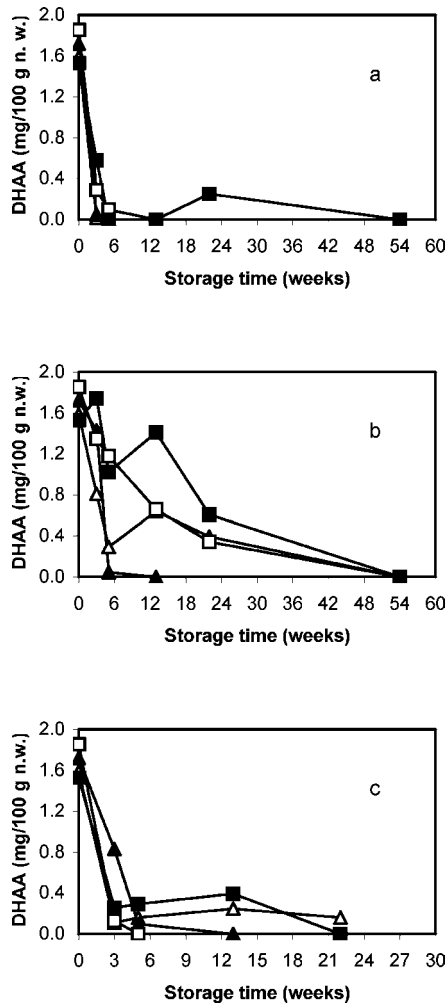 DHAA (mg/100 g n. w.)
2.0
1.6
1.2
0.8
0.4
0.0
a
0 6 12 18 24 30 36 42 48 54 60
Storage time (weeks)
DHAA (mg/100 g n.w.)
2.0
1.6
1.2
0.8
0.4
0.0
b
0 6 12 18 24 30 36 42 48 54 60
Storage time (weeks)
DHAA (mg/100 g n.w.)
2.0
1.6
1.2
0.8
0.4
0.0
c
0 3 6 9 12 15 18 21 24 27 30
Storage time (weeks)